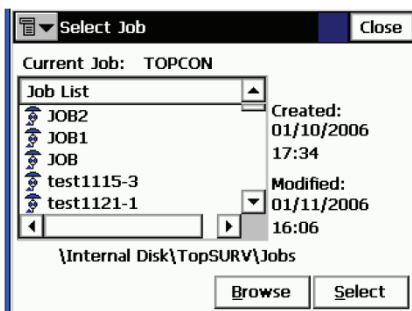 Select Job
Close
Current Job: TOPCON
Job List
JOB2
JOB1
JOB
test1115-3
test1121-1
Created:
01/10/2006
17:34
Modified:
01/11/2006
16:06
\Internal Disk\TopSURV\Jobs
Browse
Select